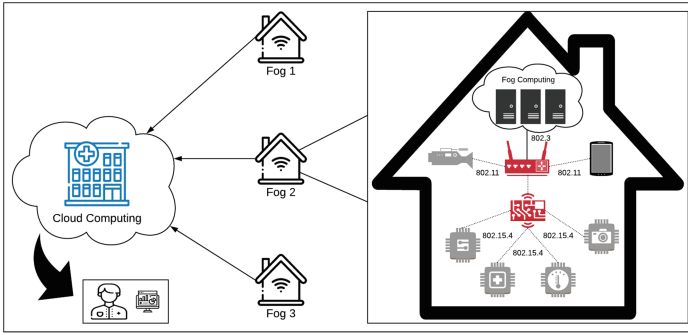 Fog 1
Fog Computing
802.3
802.11
802.11
Fog 2
Cloud Computing
802.15.4
802.15.4
802.15.4
Fog 3